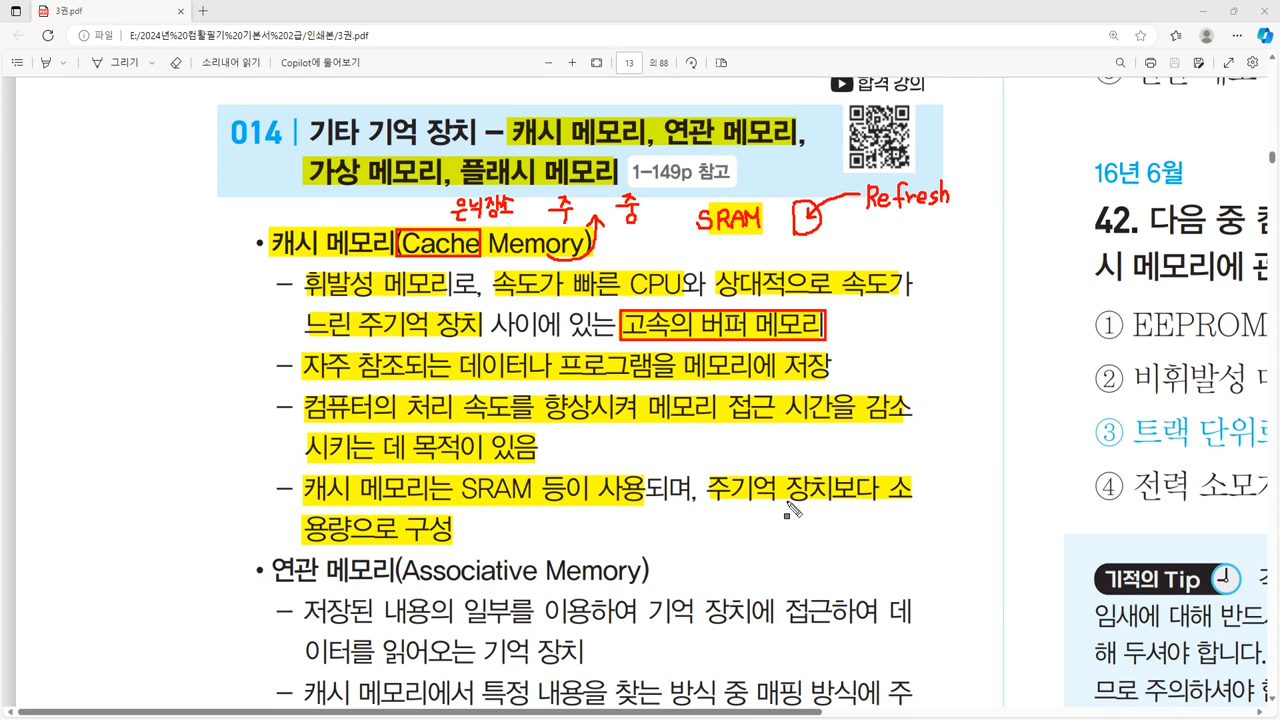 3권.pdf
파일
E:/2024년%20컴활필기%20기본서%202급/인쇄본/3권.pdf
그리기
소리내어 읽기
Copilot에 물어보기
13
의 88
합격 강의
014 기타 기억 장치 – 캐시 메모리, 연관 메모리,
가상 메모리, 플래시 메모리 1-149p 참고
은닉장소 주 중 SRAM Refresh
• 캐시 메모리(Cache Memory)
– 휘발성 메모리로, 속도가 빠른 CPU와 상대적으로 속도가
느린 주기억 장치 사이에 있는 고속의 버퍼 메모리
– 자주 참조되는 데이터나 프로그램을 메모리에 저장
– 컴퓨터의 처리 속도를 향상시켜 메모리 접근 시간을 감소
시키는 데 목적이 있음
– 캐시 메모리는 SRAM 등이 사용되며, 주기억 장치보다 소
용량으로 구성
• 연관 메모리(Associative Memory)
– 저장된 내용의 일부를 이용하여 기억 장치에 접근하여 데
이터를 읽어오는 기억 장치
– 캐시 메모리에서 특정 내용을 찾는 방식 중 매핑 방식에 주
16년 6월
42. 다음 중
시 메모리에
① EEPROM
② 비휘발성
③ 트랙 단위로
④ 전력 소모
기적의 Tip
임새에 대해 반드시
해 두셔야 합니다.
므로 주의하셔야